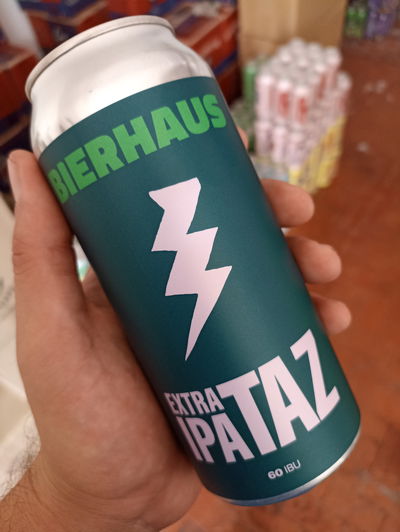 BIERHAUS
EXTRA
IPATAZ
60 IBU